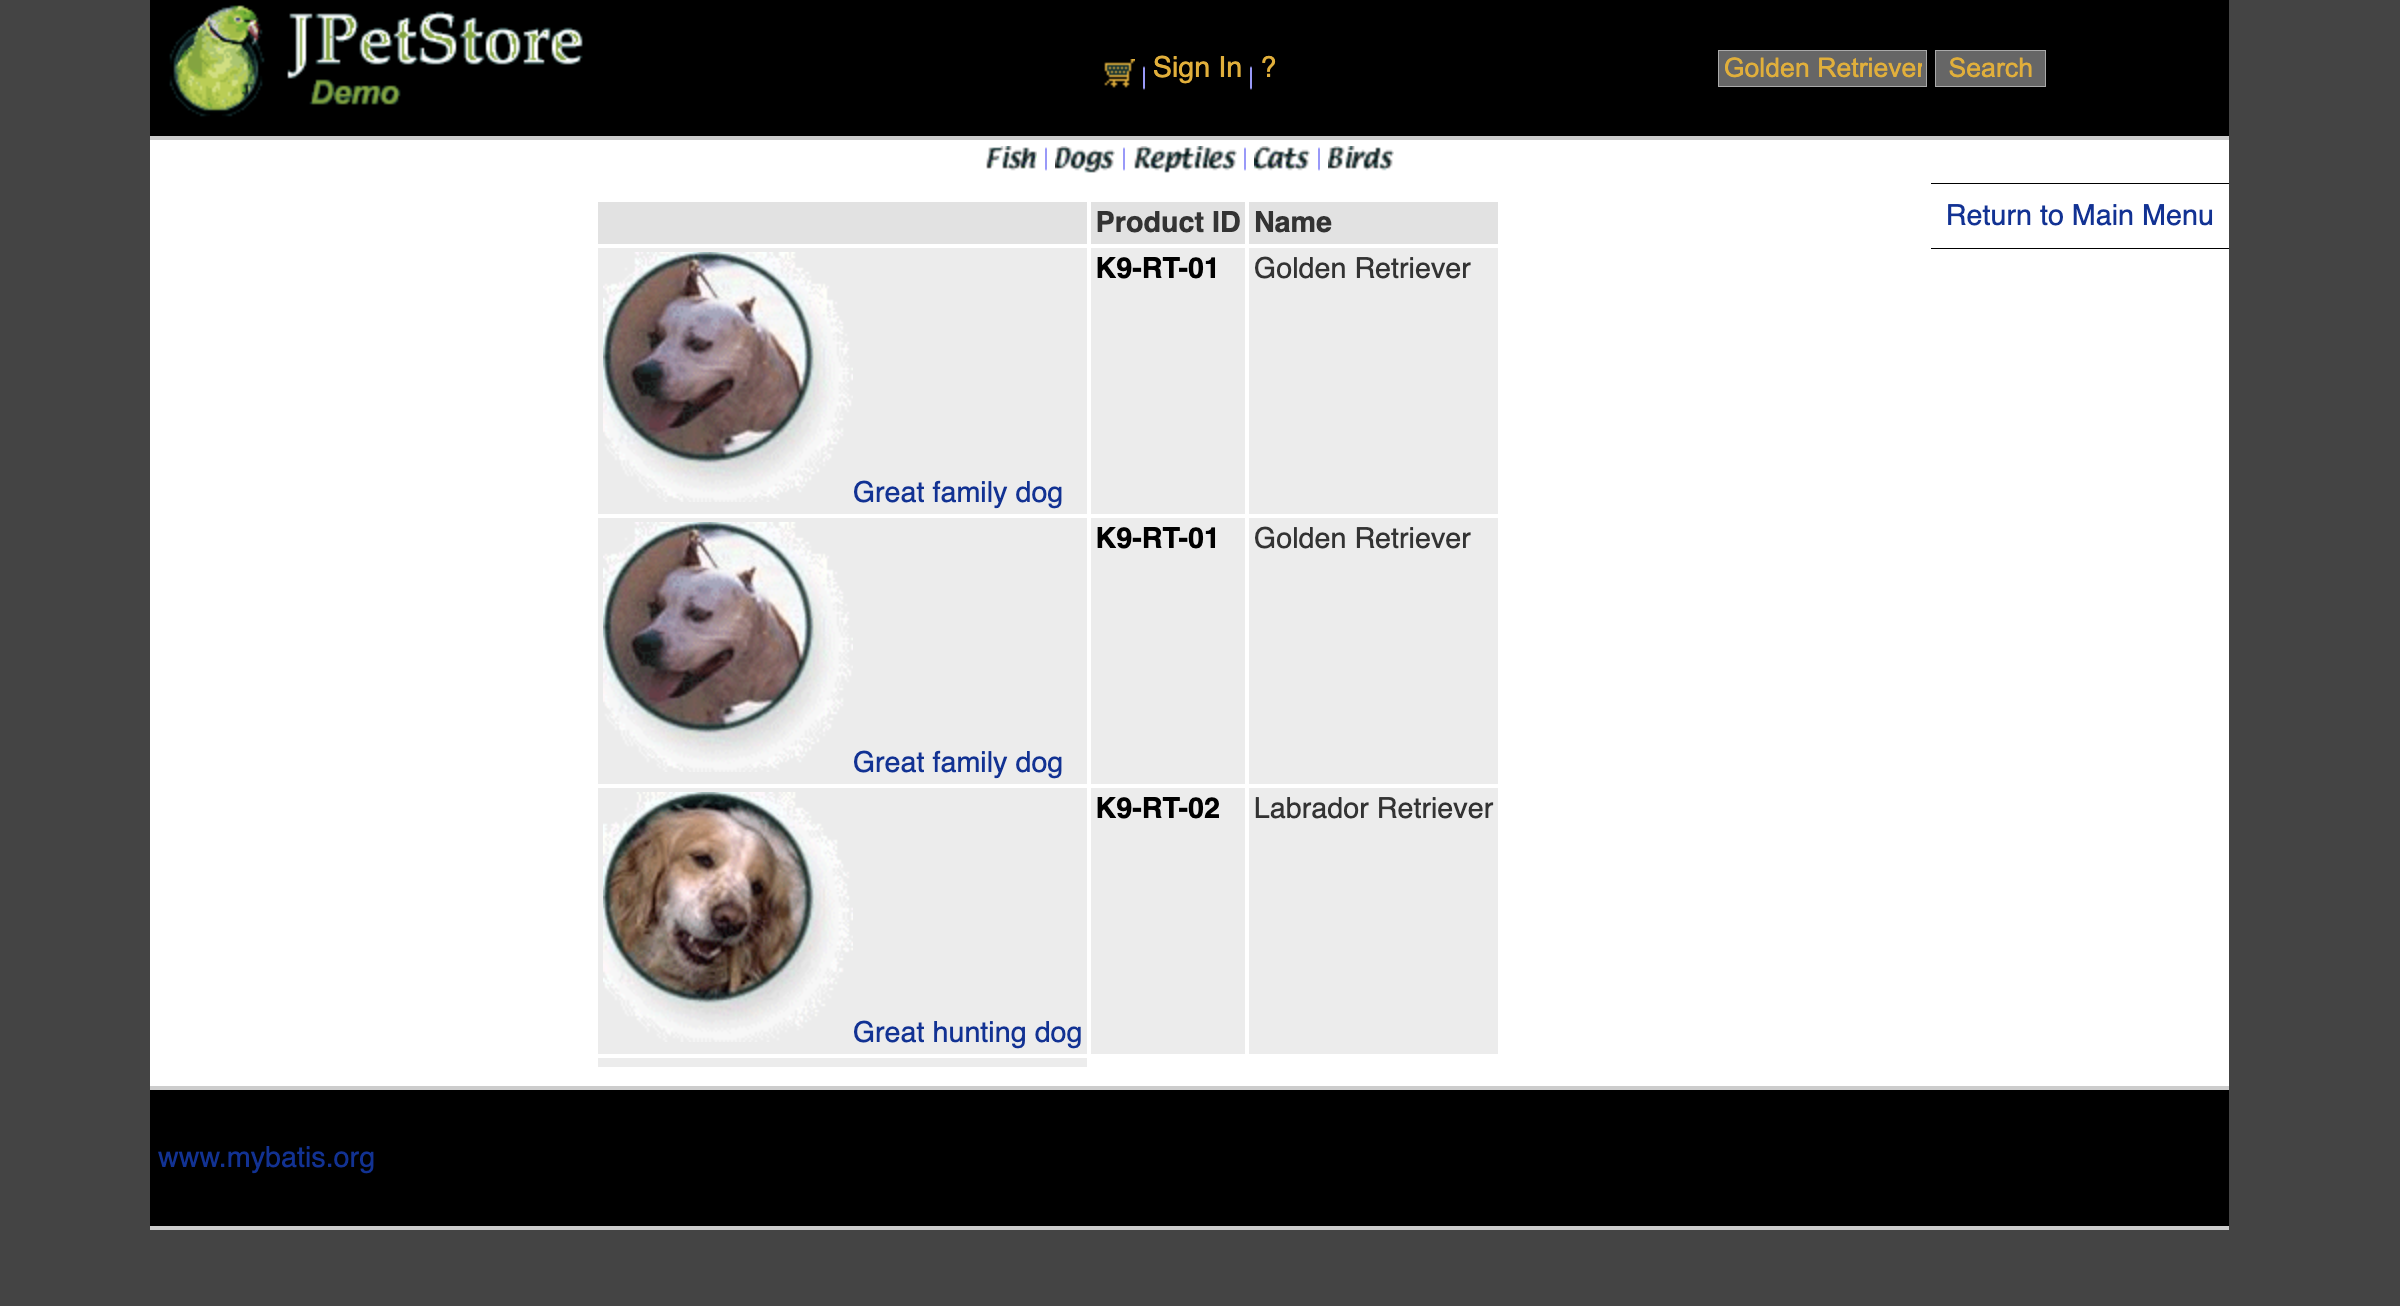 JPetStore
Demo
Sign In | ?
Golden Retriever Search
Fish | Dogs | Reptiles | Cats | Birds
Return to Main Menu
Product ID Name
K9-RT-01 Golden Retriever
Great family dog
K9-RT-01 Golden Retriever
Great family dog
K9-RT-02 Labrador Retriever
Great hunting dog
www.mybatis.org